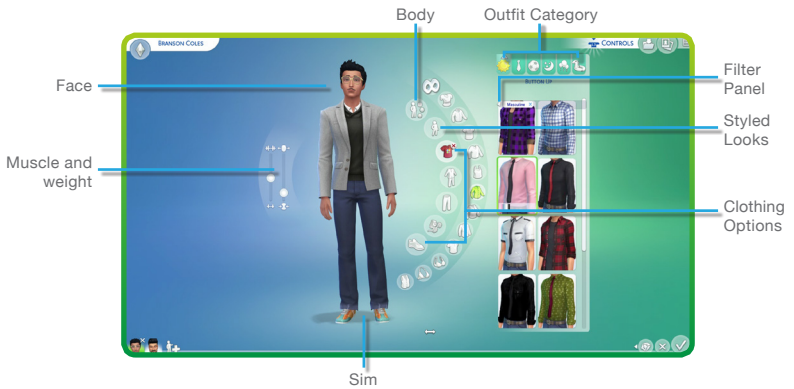 Body
Outfit Category
BRANSON COLES
CONTROLS
Face
BUTTON UP
Filter
Panel
Masculine
Styled
Looks
Muscle and
weight
Clothing
Options
Sim